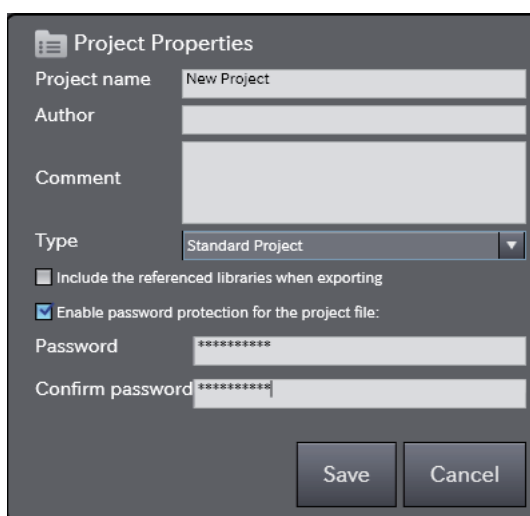 Project Properties
Project name New Project
Author
Comment
Type Standard Project
Include the referenced libraries when exporting
Enable password protection for the project file:
Password **********
Confirm password **********
Save Cancel